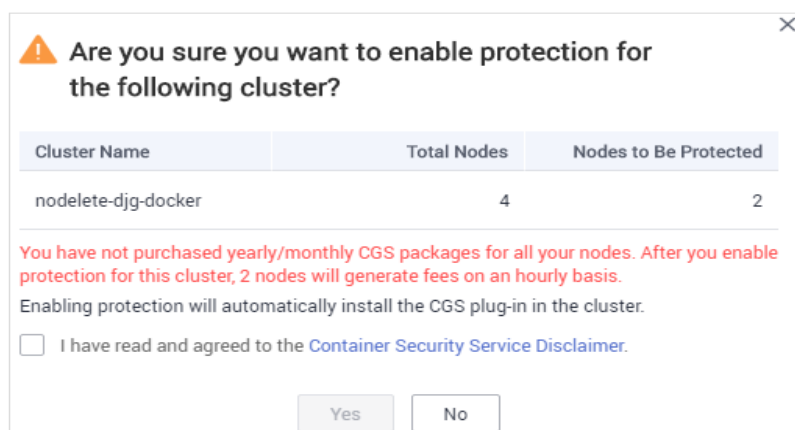 Are you sure you want to enable protection for
the following cluster?
Cluster Name Total Nodes Nodes to Be Protected
nodelete-djg-docker 4 2
You have not purchased yearly/monthly CGS packages for all your nodes. After you enable
protection for this cluster, 2 nodes will generate fees on an hourly basis.
Enabling protection will automatically install the CGS plug-in in the cluster.
I have read and agreed to the Container Security Service Disclaimer.
Yes No